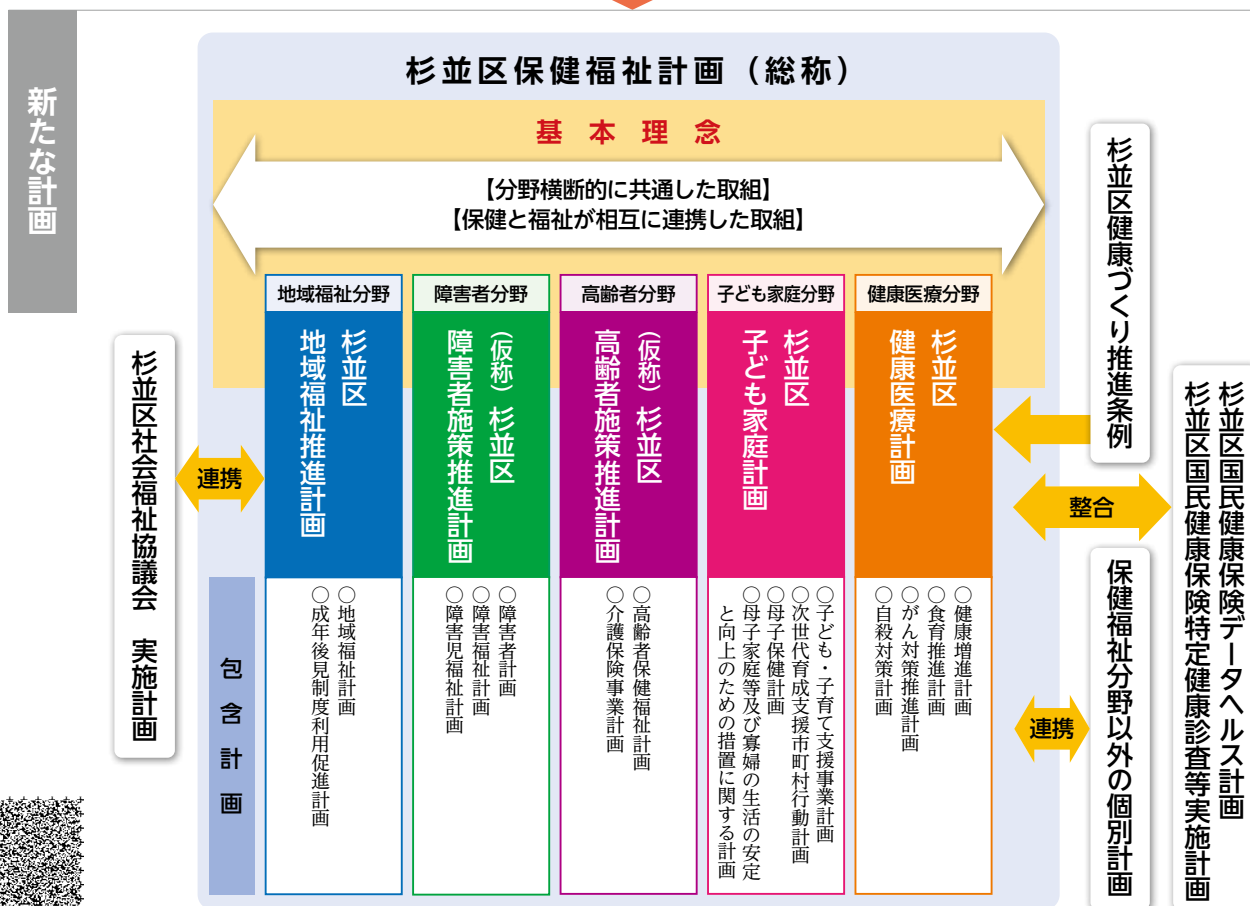 新たな計画
杉並区保健福祉計画（総称）
基本理念
【分野横断的に共通した取組】
【保健と福祉が相互に連携した取組】
地域福祉分野
杉並区
地域福祉推進計画
障害者分野
（仮称）杉並区
障害者施策推進計画
高齢者分野
（仮称）杉並区
高齢者施策推進計画
子ども家庭分野
杉並区
子ども家庭計画
健康医療分野
杉並区
健康医療計画
包含計画
○地域福祉計画
○成年後見制度利用促進計画
○障害者計画
○障害福祉計画
○障害児福祉計画
○高齢者保健福祉計画
○介護保険事業計画
○子ども・子育て支援事業計画
○次世代育成支援市町村行動計画
○母子保健計画
○母子家庭等及び寡婦の生活の安定
と向上のための措置に関する計画
○健康増進計画
○食育推進計画
○がん対策推進計画
○自殺対策計画
連携
杉並区社会福祉協議会　実施計画
杉並区健康づくり推進条例
整合
杉並区国民健康保険データヘルス計画
杉並区国民健康保険特定健康診査等実施計画
連携
保健福祉分野以外の個別計画